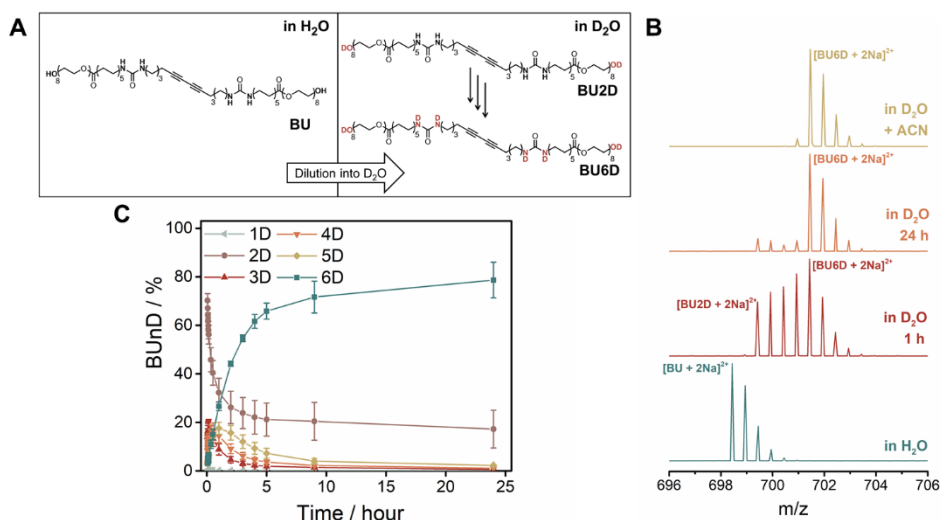 A
in H₂O
BU
in D₂O
BU2D
BU6D
Dilution into D₂O
B
[BU6D + 2Na]²⁺
in D₂O
+ ACN
[BU6D + 2Na]²⁺
in D₂O
24 h
[BU6D + 2Na]²⁺
[BU2D + 2Na]²⁺
in D₂O
1 h
[BU + 2Na]²⁺
in H₂O
696 698 700 702 704 706
m/z
C
BUnD / %
100
80
60
40
20
0
1D 4D
2D 5D
3D 6D
0 5 10 15 20 25
Time / hour